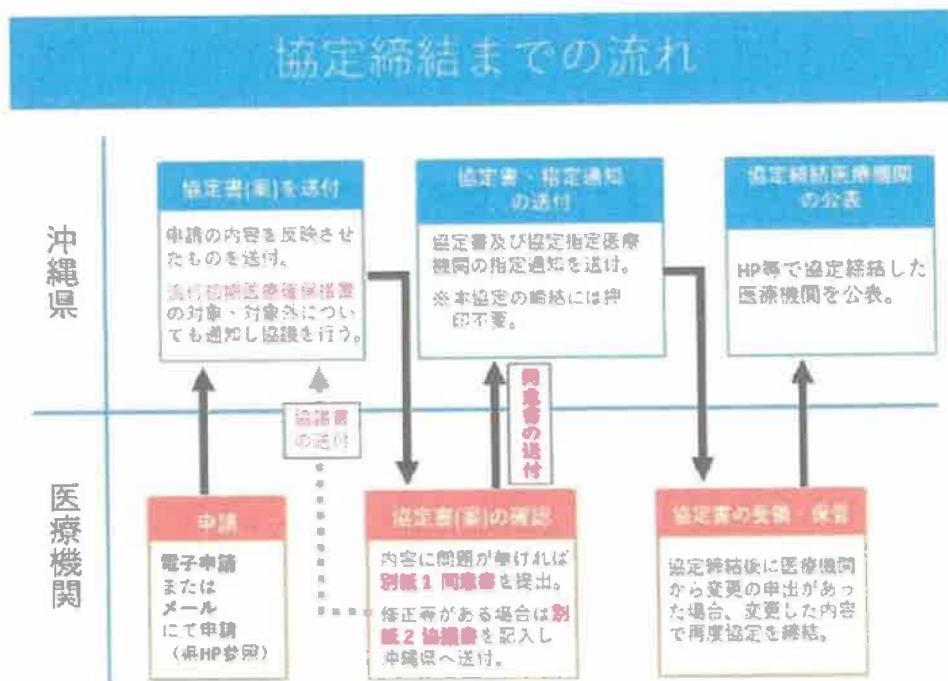 協定締結までの流れ
沖縄県
協定書(案)を送付
申請の内容を反映させ
たものを送付。
流行初期医療確保措置
の対象・対象外につい
ても通知し協議を行う。
協定書・指定通知
の送付
協定書及び協定指定医療
機関の指定通知を送付。
※本協定の締結には押
印不要。
協定締結医療機関
の公表
HP等で協定締結した
医療機関を公表。
協議書
の送付
同意書の送付
医療機関
申請
電子申請
または
メール
にて申請
(県HP参照)
協定書(案)の確認
内容に問題が無ければ
別紙1 同意書を提出。
修正等がある場合は別
紙2 協議書を記入し
沖縄県へ送付。
協定書の受領・保管
協定締結後に医療機関
から変更の申出があっ
た場合、変更した内容
で再度協定を締結。